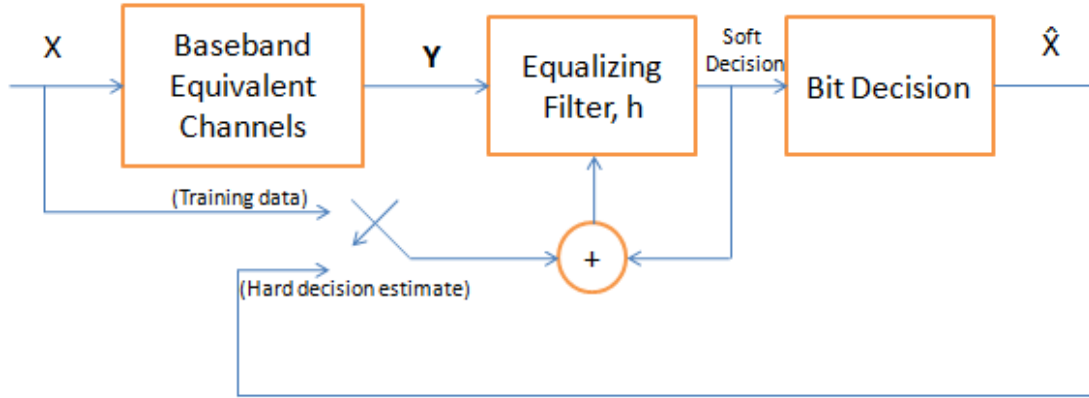 X
Baseband
Equivalent
Channels
Y
Equalizing
Filter, h
Soft
Decision
Bit Decision
X̂
(Training data)
+
(Hard decision estimate)